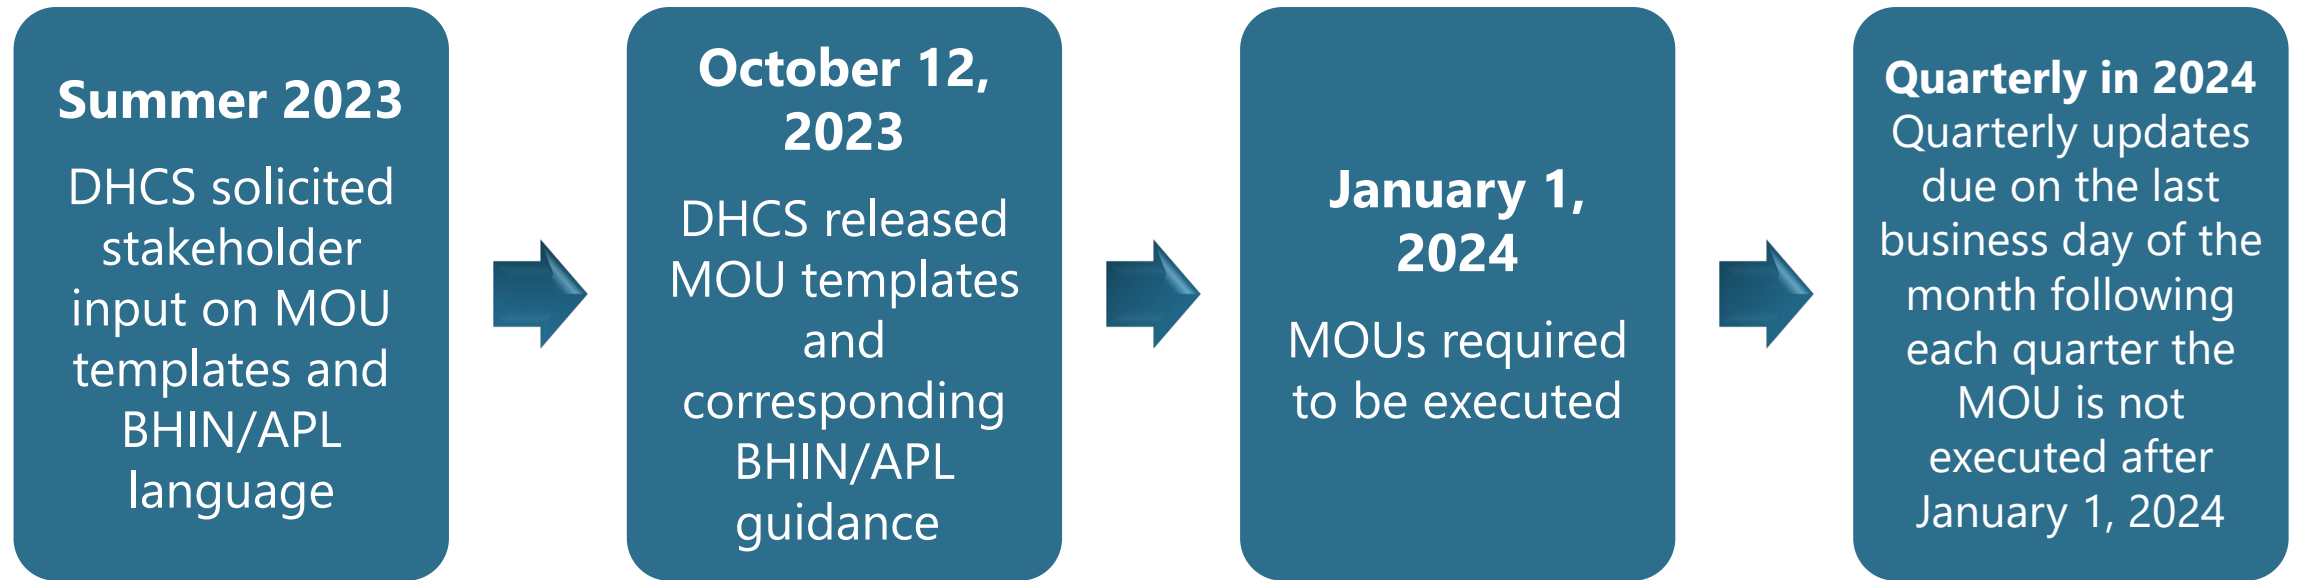 Summer 2023
DHCS solicited
stakeholder
input on MOU
templates and
BHIN/APL
language
October 12,
2023
DHCS released
MOU templates
and
corresponding
BHIN/APL
guidance
January 1,
2024
MOUs required
to be executed
Quarterly in 2024
Quarterly updates
due on the last
business day of the
month following
each quarter the
MOU is not
executed after
January 1, 2024